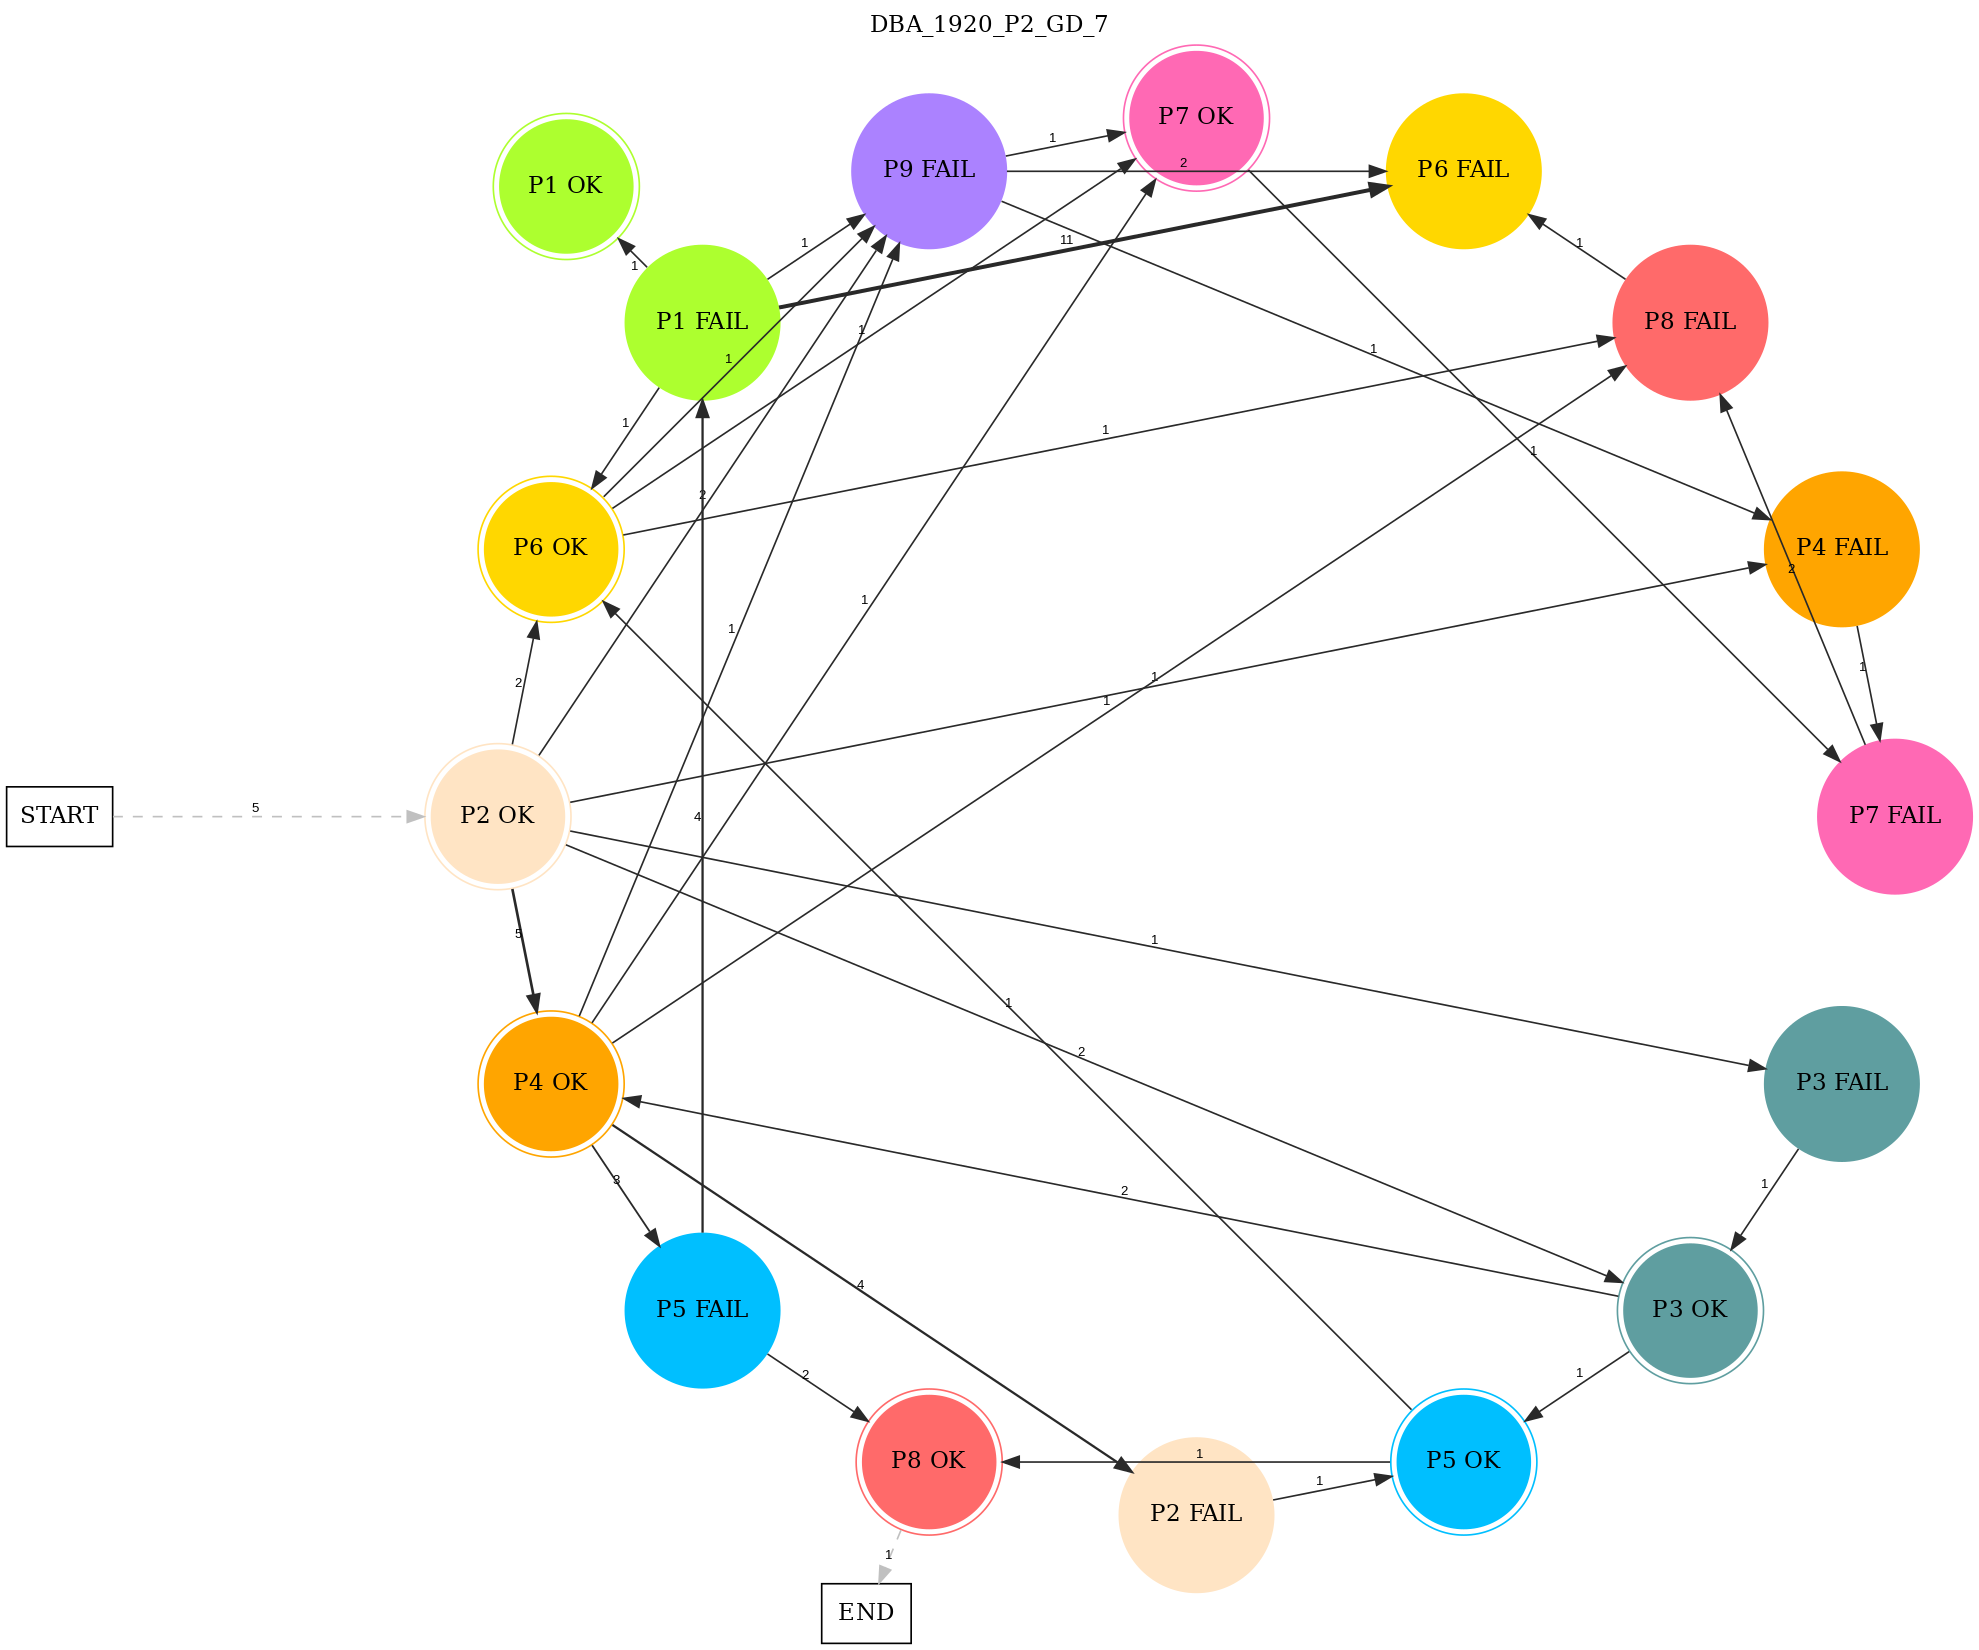 DBA_1920_P2_GD_7
P7 OK
1
2
P9 FAIL
P6 FAIL
P1 OK
1
11
1
1
P1 FAIL
P8 FAIL
1
1
1
1
1
1
P6 OK
2
P4 FAIL
2
1
1
1
2
1
1
1
START
5
P2 OK
4
P7 FAIL
5
1
1
2
P4 OK
P3 FAIL
3
2
1
4
P5 FAIL
P3 OK
2
1
1
P8 OK
P5 OK
1
P2 FAIL
1
END